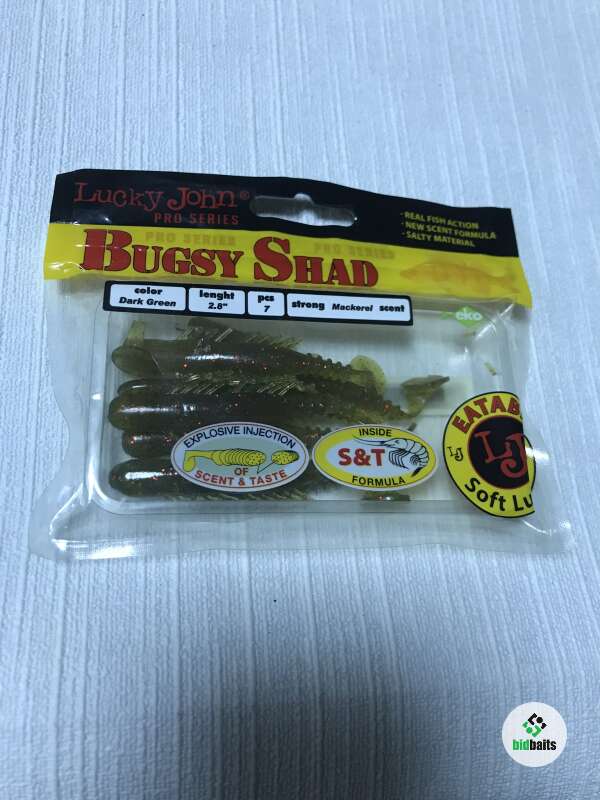 Lucky John®
PRO SERIES
- REAL FISH ACTION
- NEW SCENT FORMULA
- SALTY MATERIAL
PRO SERIES PRO SERIES
BUGSY SHAD
color
Dark Green
lenght
2.8"
pcs
7
strong Mackerel scent
eko
EXPLOSIVE INJECTION
OF
SCENT & TASTE
INSIDE
S&T
FORMULA
LJ
LJ
Soft
bidbaits